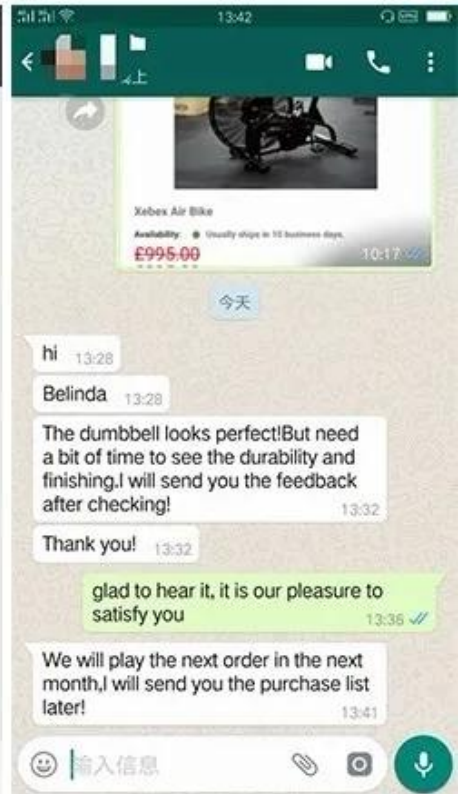 13:42
上
Xebex Air Bike
Availability: Usually ships in 10 business days.
£995.00
10:17
今天
hi 13:28
Belinda 13:28
The dumbbell looks perfect!But need
a bit of time to see the durability and
finishing.I will send you the feedback
after checking!
13:32
Thank you! 13:32
glad to hear it, it is our pleasure to
satisfy you
13:36
We will play the next order in the next
month,I will send you the purchase list
later!
13:41
输入信息